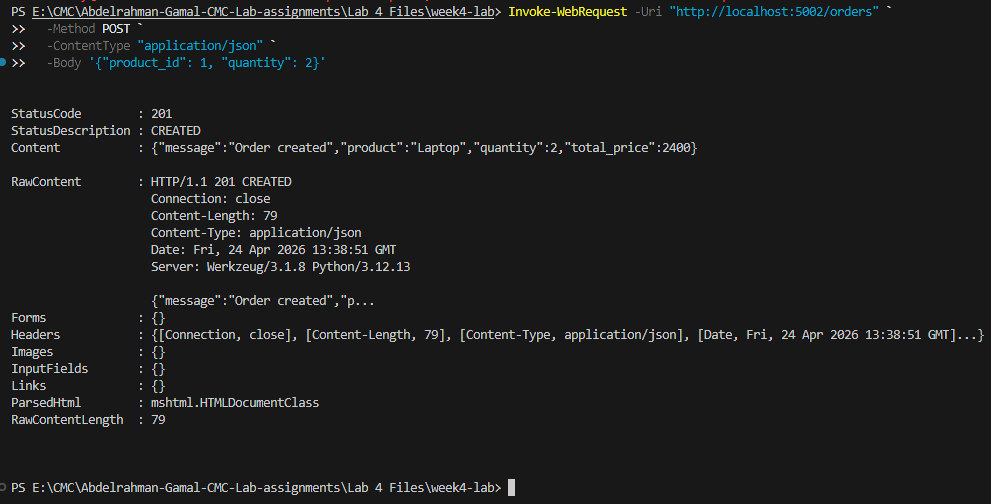 PS E:\CMC\Abdelrahman-Gamal-CMC-Lab-assignments\Lab 4 Files\week4-lab> Invoke-WebRequest -Uri "http://localhost:5002/orders" `
>>   -Method POST `
>>   -ContentType "application/json" `
>>   -Body '{"product_id": 1, "quantity": 2}'
StatusCode        : 201
StatusDescription : CREATED
Content           : {"message":"Order created","product":"Laptop","quantity":2,"total_price":2400}
RawContent        : HTTP/1.1 201 CREATED
                    Connection: close
                    Content-Length: 79
                    Content-Type: application/json
                    Date: Fri, 24 Apr 2026 13:38:51 GMT
                    Server: Werkzeug/3.1.8 Python/3.12.13
                    {"message":"Order created","p...
Forms             : {}
Headers           : {[Connection, close], [Content-Length, 79], [Content-Type, application/json], [Date, Fri, 24 Apr 2026 13:38:51 GMT]...}
Images            : {}
InputFields       : {}
Links             : {}
ParsedHtml        : mshtml.HTMLDocumentClass
RawContentLength  : 79
PS E:\CMC\Abdelrahman-Gamal-CMC-Lab-assignments\Lab 4 Files\week4-lab>